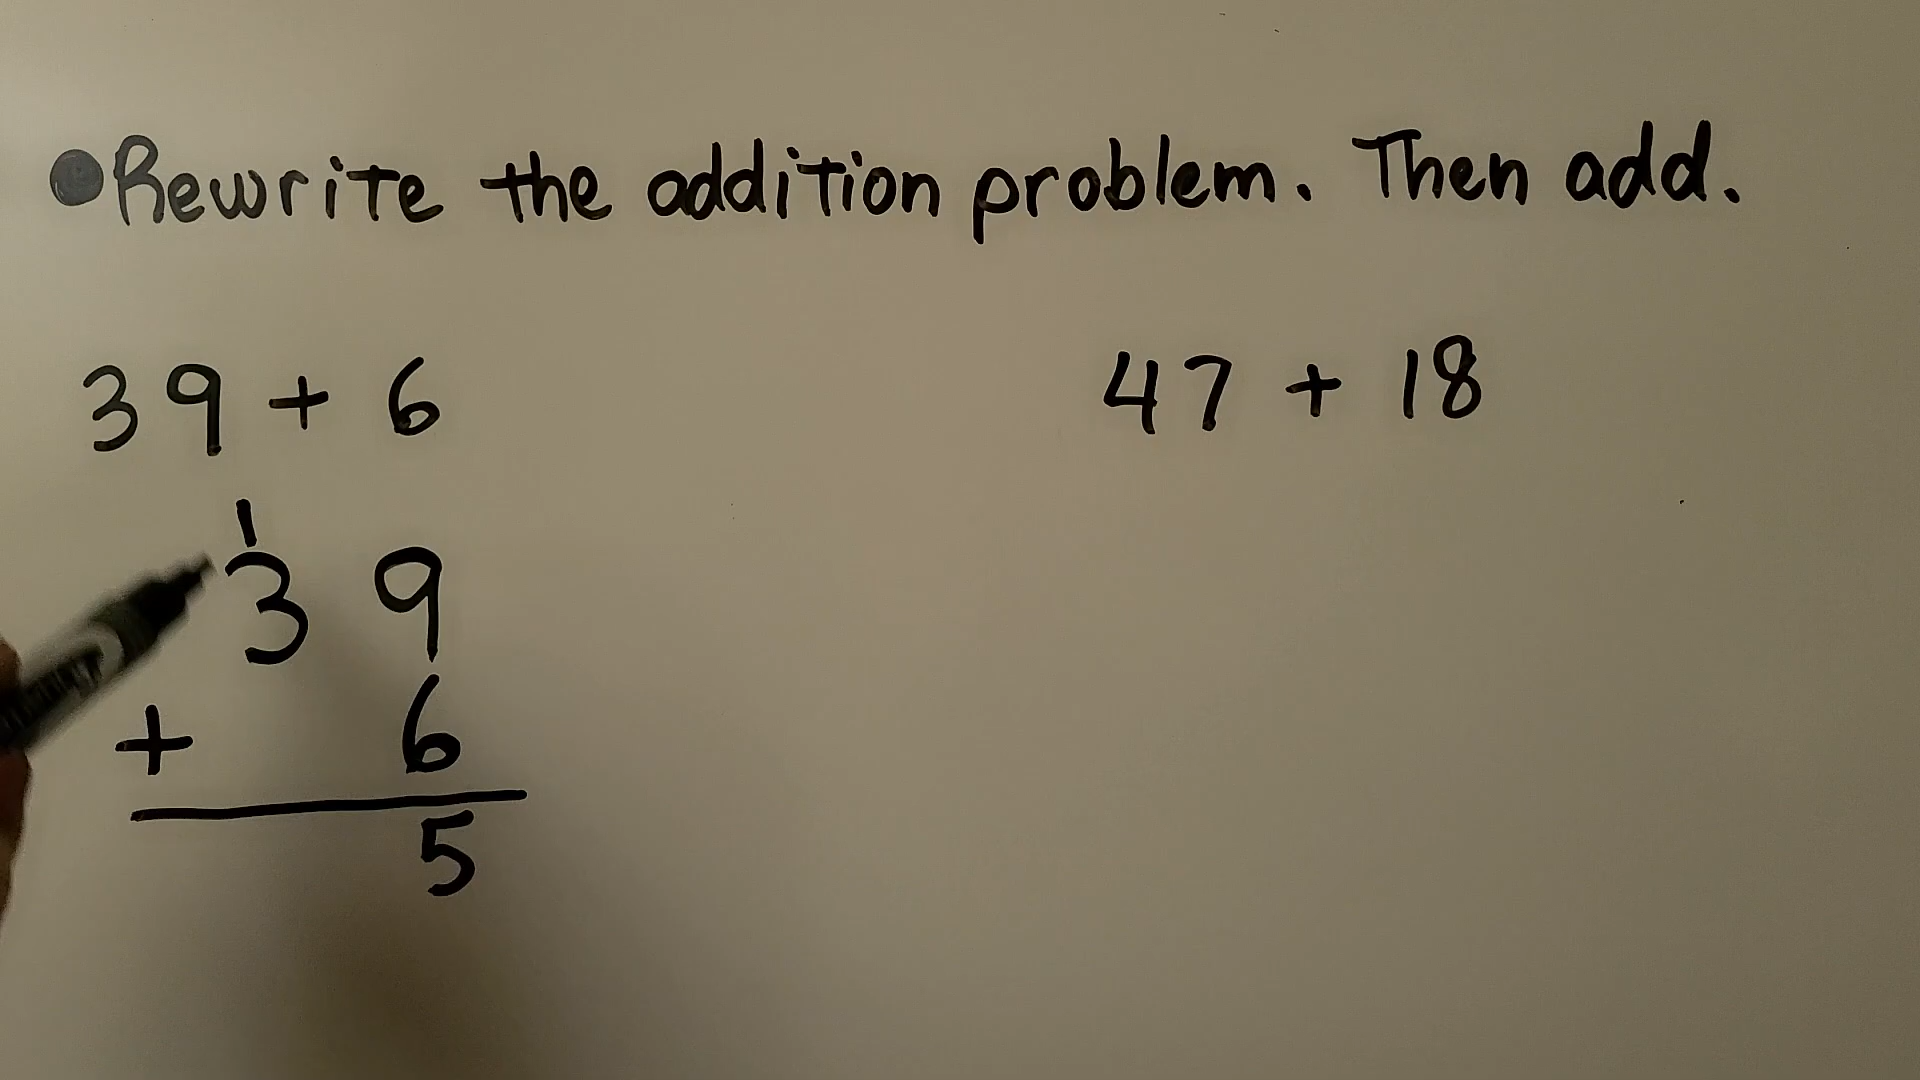 Rewrite the addition problem. Then add.
39 + 6
47 + 18
1
39
+ 6
5